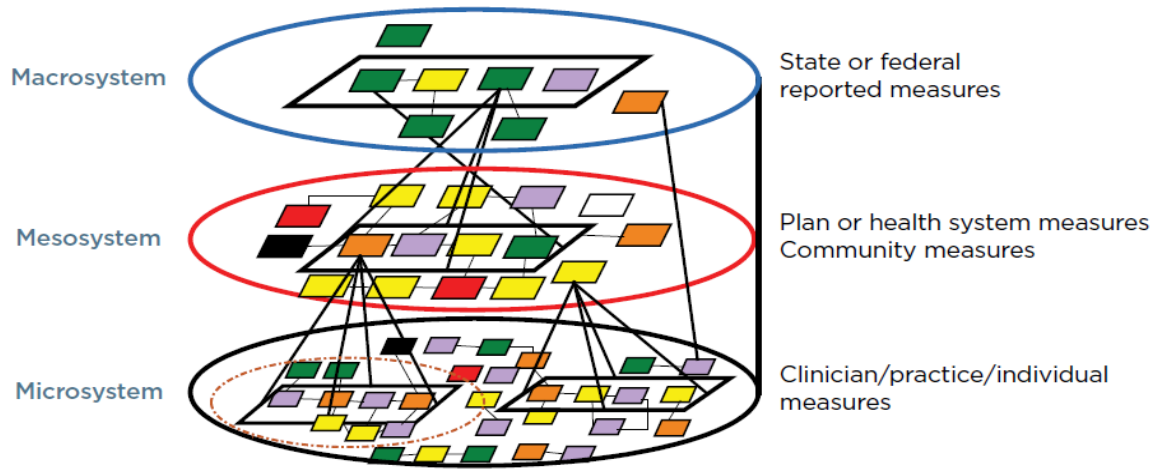 Macrosystem
State or federal
reported measures
Mesosystem
Plan or health system measures
Community measures
Microsystem
Clinician/practice/individual
measures